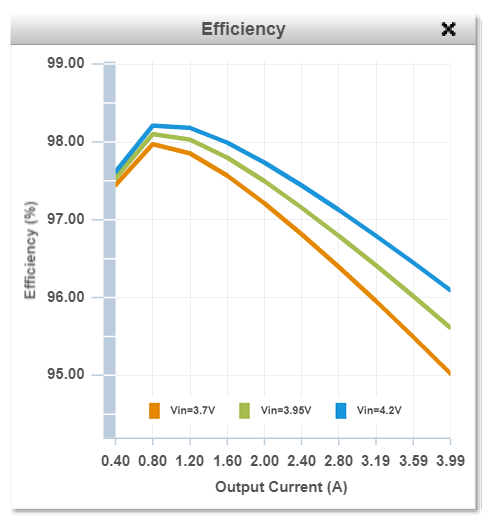 Efficiency
99.00
98.00
97.00
96.00
95.00
Efficiency (%)
Vin=3.7V Vin=3.95V Vin=4.2V
0.40 0.80 1.20 1.60 2.00 2.40 2.80 3.19 3.59 3.99
Output Current (A)